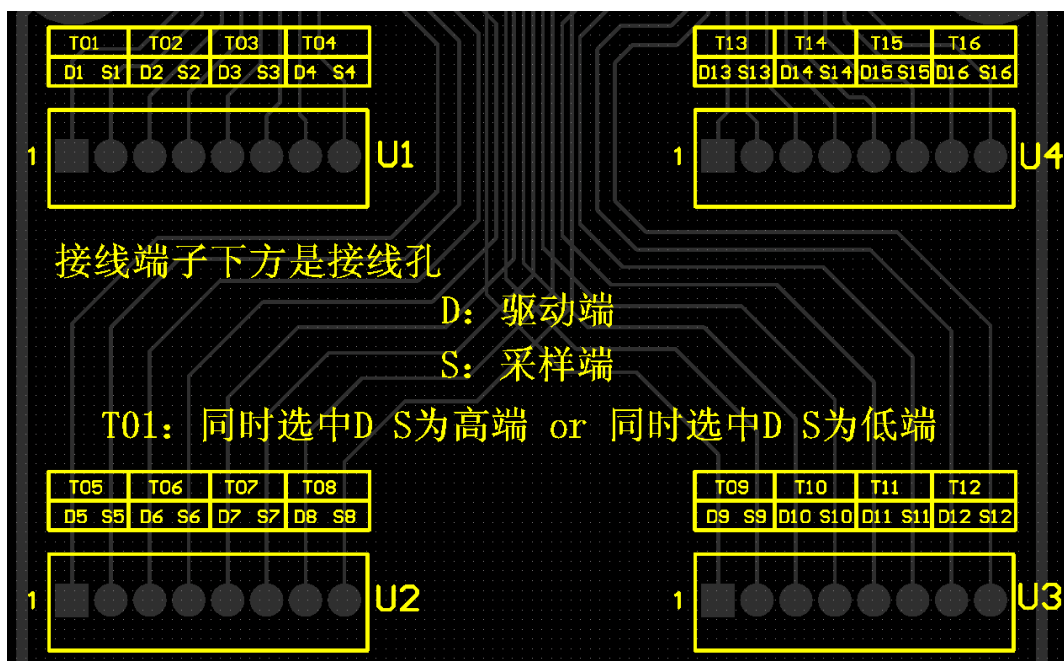 T01 T02 T03 T04
D1 S1 D2 S2 D3 S3 D4 S4
1 U1
T13 T14 T15 T16
D13 S13 D14 S14 D15 S15 D16 S16
1 U4
接线端子下方是接线孔
D：驱动端
S：采样端
T01：同时选中D S为高端 or 同时选中D S为低端
T05 T06 T07 T08
D5 S5 D6 S6 D7 S7 D8 S8
1 U2
T09 T10 T11 T12
D9 S9 D10 S10 D11 S11 D12 S12
1 U3